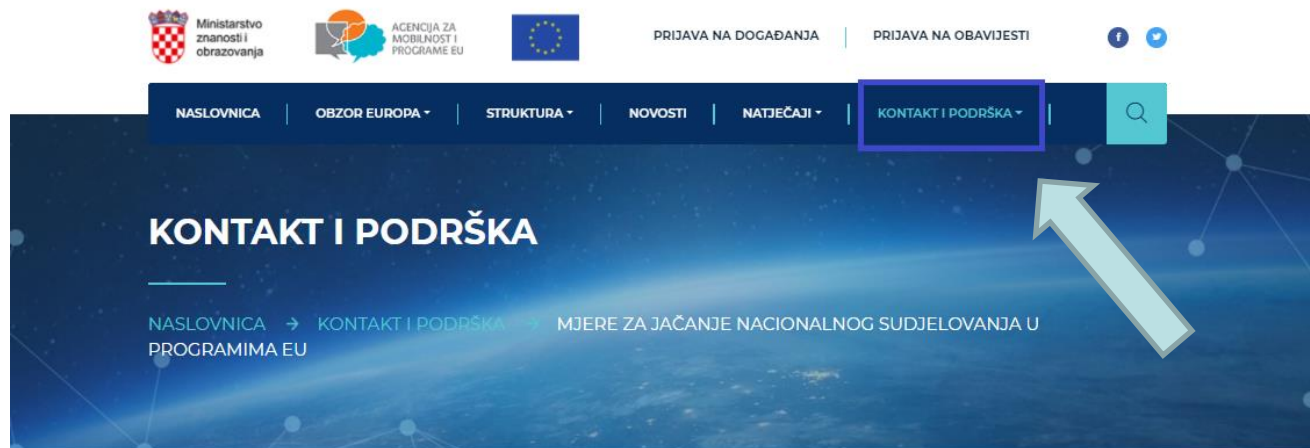 Ministarstvo
znanosti i
obrazovanja
AGENCIJA ZA
MOBILNOST I
PROGRAME EU
PRIJAVA NA DOGAĐANJA
PRIJAVA NA OBAVIJESTI
NASLOVNICA
OBZOR EUROPA
STRUKTURA
NOVOSTI
NATJEČAJI
KONTAKT I PODRŠKA
KONTAKT I PODRŠKA
NASLOVNICA → KONTAKT I PODRŠKA → MJERE ZA JAČANJE NACIONALNOG SUDJELOVANJA U
PROGRAMIMA EU